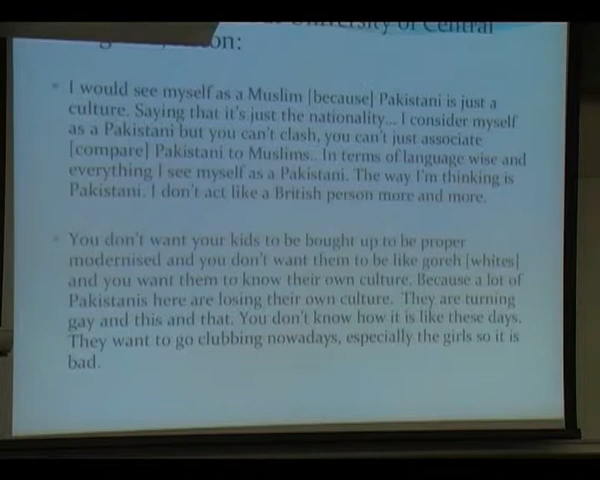 University of Central
on:
I would see myself as a Muslim [because] Pakistani is just a
culture. Saying that it's just the nationality... I consider myself
as a Pakistani but you can't clash, you can't just associate
[compare] Pakistani to Muslims.. In terms of language wise and
everything I see myself as a Pakistani. The way I'm thinking is
Pakistani. I don't act like a British person more and more.
You don't want your kids to be bought up to be proper
modernised and you don't want them to be like goreh [whites]
and you want them to know their own culture. Because a lot of
Pakistanis here are losing their own culture. They are turning
gay and this and that. You don't know how it is like these days.
They want to go clubbing nowadays, especially the girls so it is
bad.